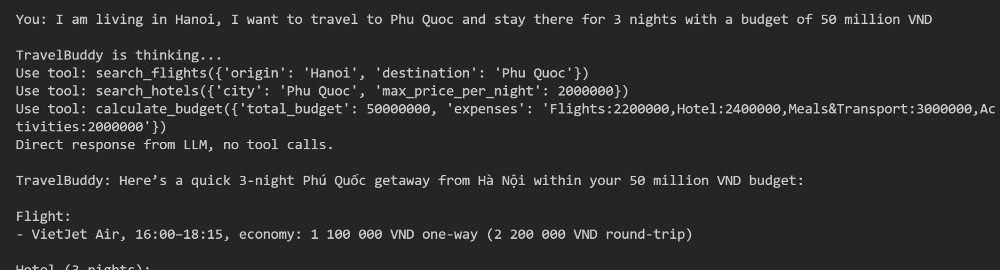 You: I am living in Hanoi, I want to travel to Phu Quoc and stay there for 3 nights with a budget of 50 million VND
TravelBuddy is thinking...
Use tool: search_flights({'origin': 'Hanoi', 'destination': 'Phu Quoc'})
Use tool: search_hotels({'city': 'Phu Quoc', 'max_price_per_night': 2000000})
Use tool: calculate_budget({'total_budget': 50000000, 'expenses': 'Flights:2200000,Hotel:2400000,Meals&Transport:3000000,Ac
tivities:2000000'})
Direct response from LLM, no tool calls.
TravelBuddy: Here’s a quick 3-night Phú Quốc getaway from Hà Nội within your 50 million VND budget:
Flight:
- VietJet Air, 16:00–18:15, economy: 1 100 000 VND one-way (2 200 000 VND round-trip)
Hotel (3 nights):